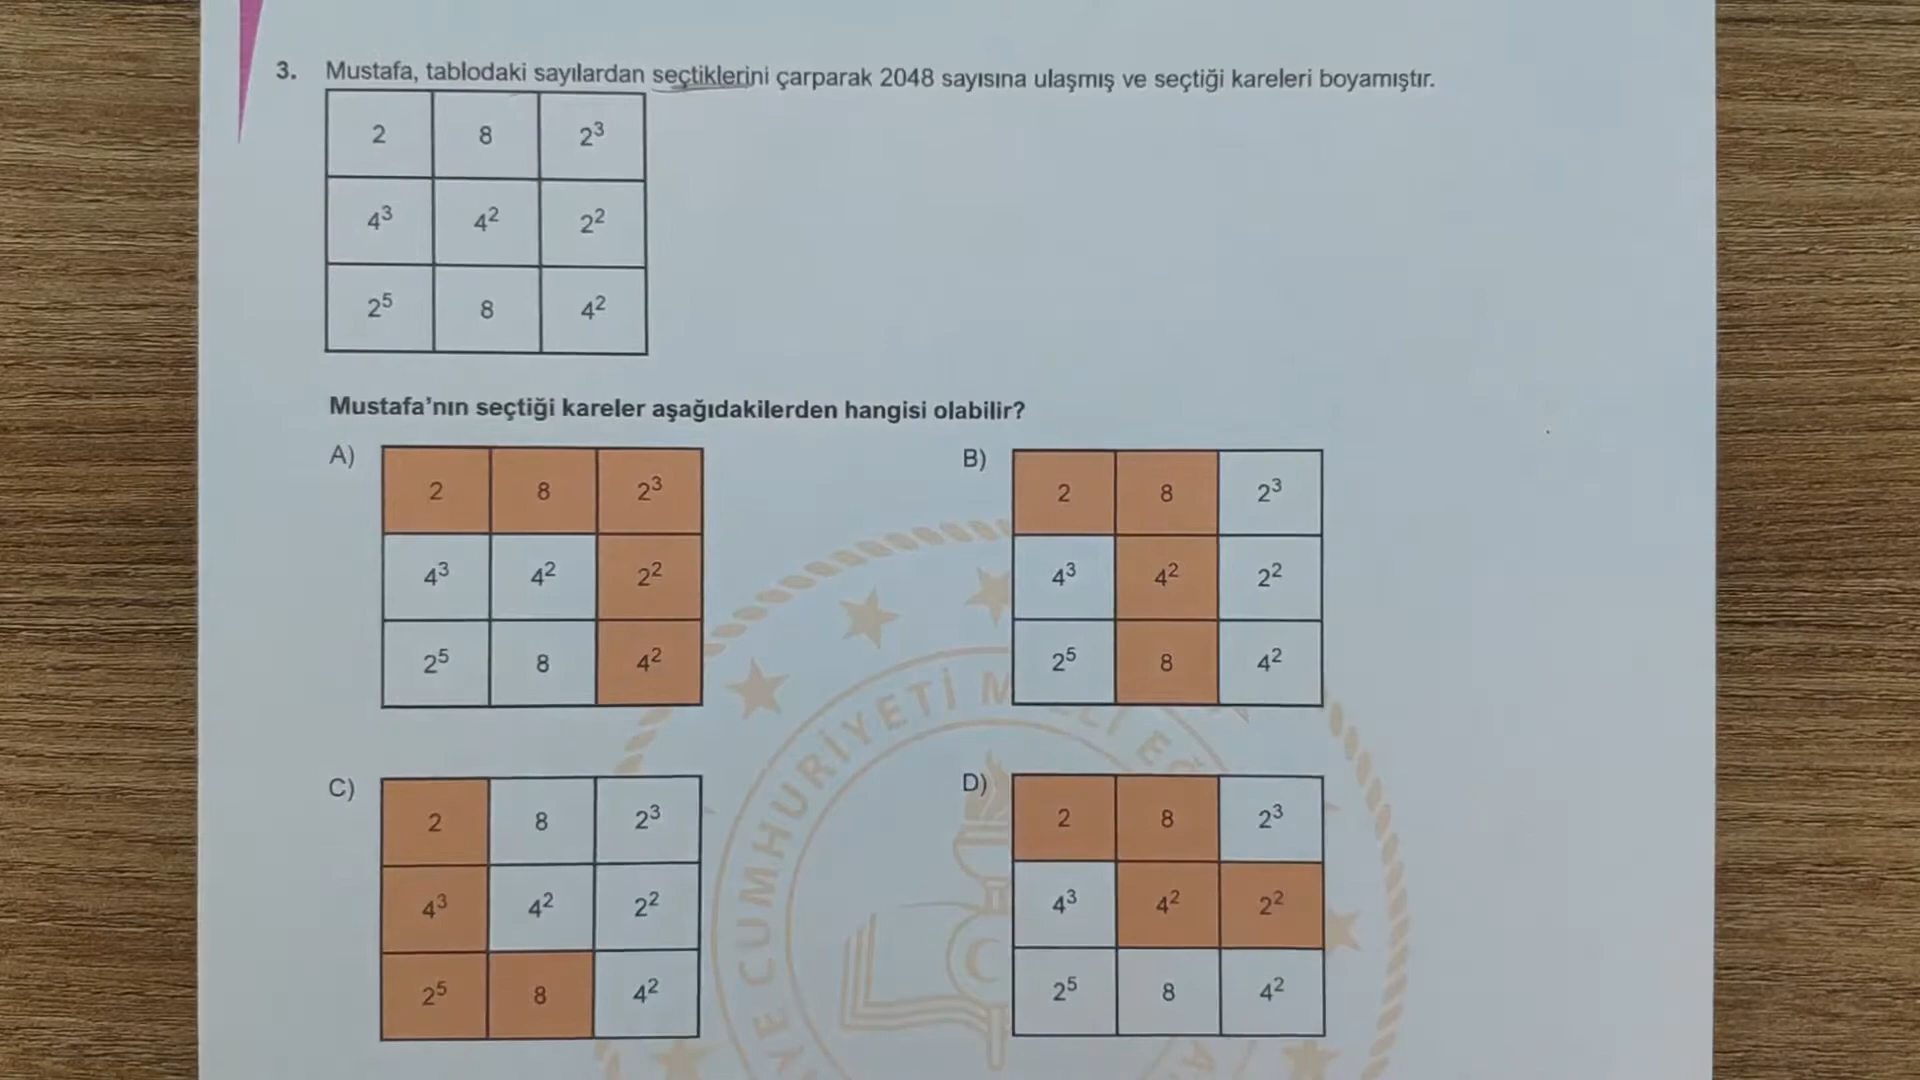 3. Mustafa, tablodaki sayılardan seçtiklerini çarparak 2048 sayısına ulaşmış ve seçtiği kareleri boyamıştır.
2 8 2³
4³ 4² 2²
2⁵ 8 4²
Mustafa’nın seçtiği kareler aşağıdakilerden hangisi olabilir?
A)
2 8 2³
4³ 4² 2²
2⁵ 8 4²
B)
2 8 2³
4³ 4² 2²
2⁵ 8 4²
C)
2 8 2³
4³ 4² 2²
2⁵ 8 4²
D)
2 8 2³
4³ 4² 2²
2⁵ 8 4²
CUMHURİYETİ